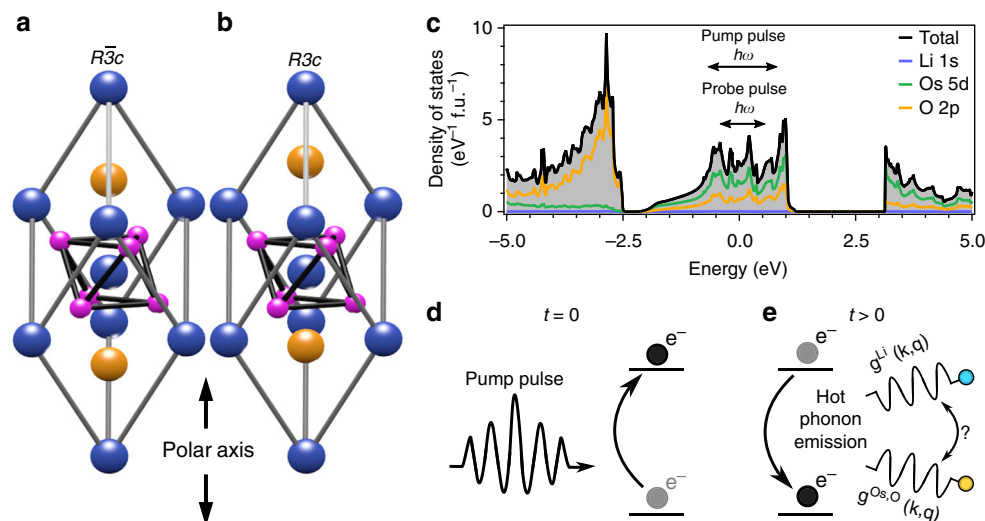 a
R3̄c
b
R3c
Polar axis
c
Density of states
(eV⁻¹ f.u.⁻¹)
10
5
0
−5.0
−2.5
0.0
2.5
5.0
Energy (eV)
Pump pulse
hω
Probe pulse
hω
Total
Li 1s
Os 5d
O 2p
d
t = 0
Pump pulse
e⁻
e⁻
e
t > 0
e⁻
Hot
phonon
emission
e⁻
g^Li (k,q)
?
g^Os,O (k,q)